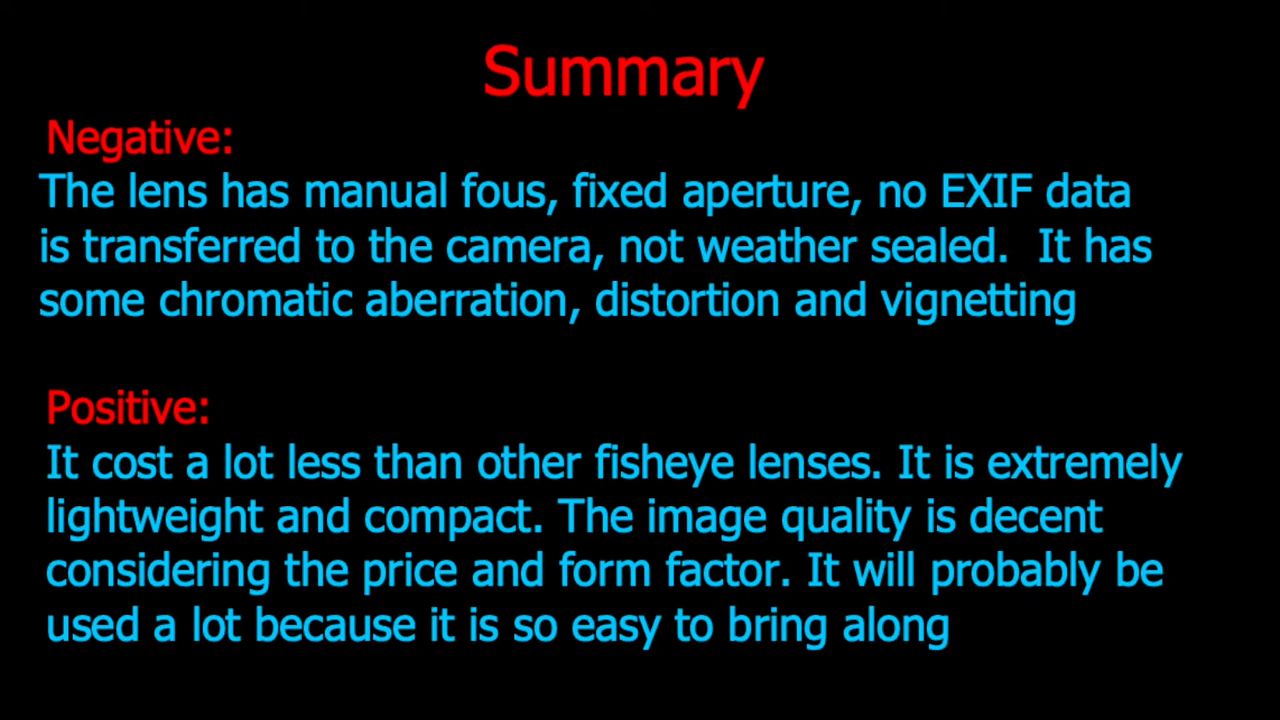 Summary
Negative:
The lens has manual fous, fixed aperture, no EXIF data
is transferred to the camera, not weather sealed.  It has
some chromatic aberration, distortion and vignetting
Positive:
It cost a lot less than other fisheye lenses. It is extremely
lightweight and compact. The image quality is decent
considering the price and form factor. It will probably be
used a lot because it is so easy to bring along